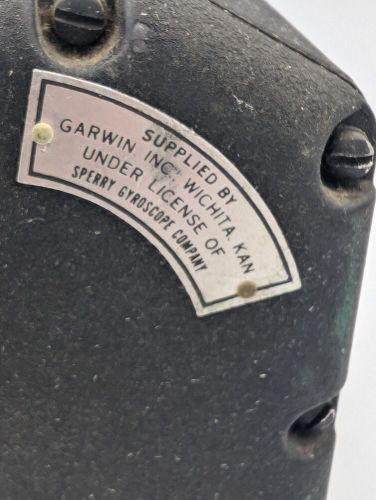 SUPPLIED BY
GARWIN INC. WICHITA, KAN
UNDER LICENSE OF
SPERRY GYROSCOPE COMPANY